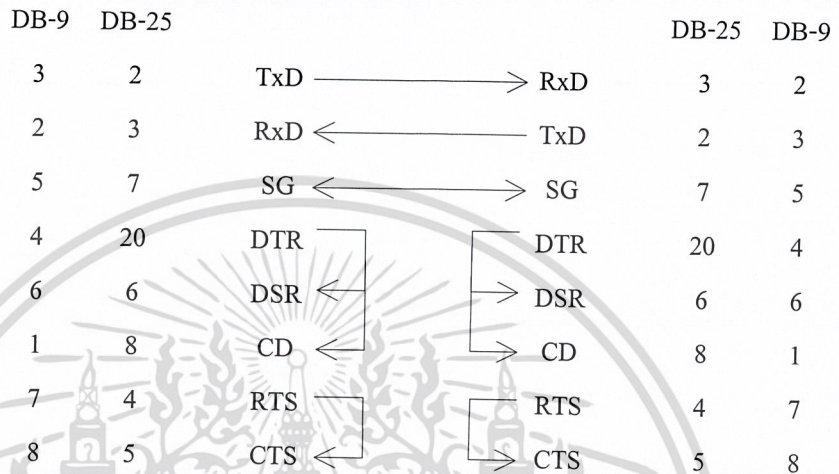 DB-9 DB-25 DB-25 DB-9
3 2 TxD RxD 3 2
2 3 RxD TxD 2 3
5 7 SG SG 7 5
4 20 DTR DTR 20 4
6 6 DSR DSR 6 6
1 8 CD CD 8 1
7 4 RTS RTS 4 7
8 5 CTS CTS 5 8